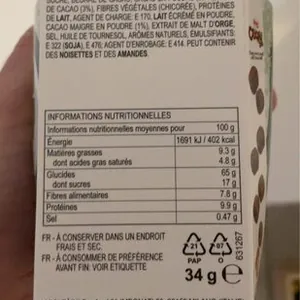 DE CACAO (3%), FIBRES VÉGÉTALES (CHICORÉE), PROTÉINES
DE LAIT, AGENT DE CHARGE: E 170, LAIT ÉCRÉMÉ EN POUDRE,
CACAO MAIGRE EN POUDRE (1%), EXTRAIT DE MALT D'ORGE,
SEL, HUILE DE TOURNESOL, ARÔMES NATURELS, ÉMULSIFIANTS:
E 322 (SOJA), E 476; AGENT D'ENROBAGE: E 414. PEUT CONTENIR
DES NOISETTES ET DES AMANDES.
INFORMATIONS NUTRITIONNELLES
Informations nutritionnelles moyennes pour 100 g
Énergie 1691 kJ / 402 kcal
Matières grasses 9.3 g
dont acides gras saturés 4.8 g
Glucides 65 g
dont sucres 17 g
Fibres alimentaires 7.8 g
Protéines 9.9 g
Sel 0.47 g
FR - À CONSERVER DANS UN ENDROIT
FRAIS ET SEC.
FR - À CONSOMMER DE PRÉFÉRENCE
AVANT FIN: VOIR ÉTIQUETTE
21
PAP
O
34 g e
631267